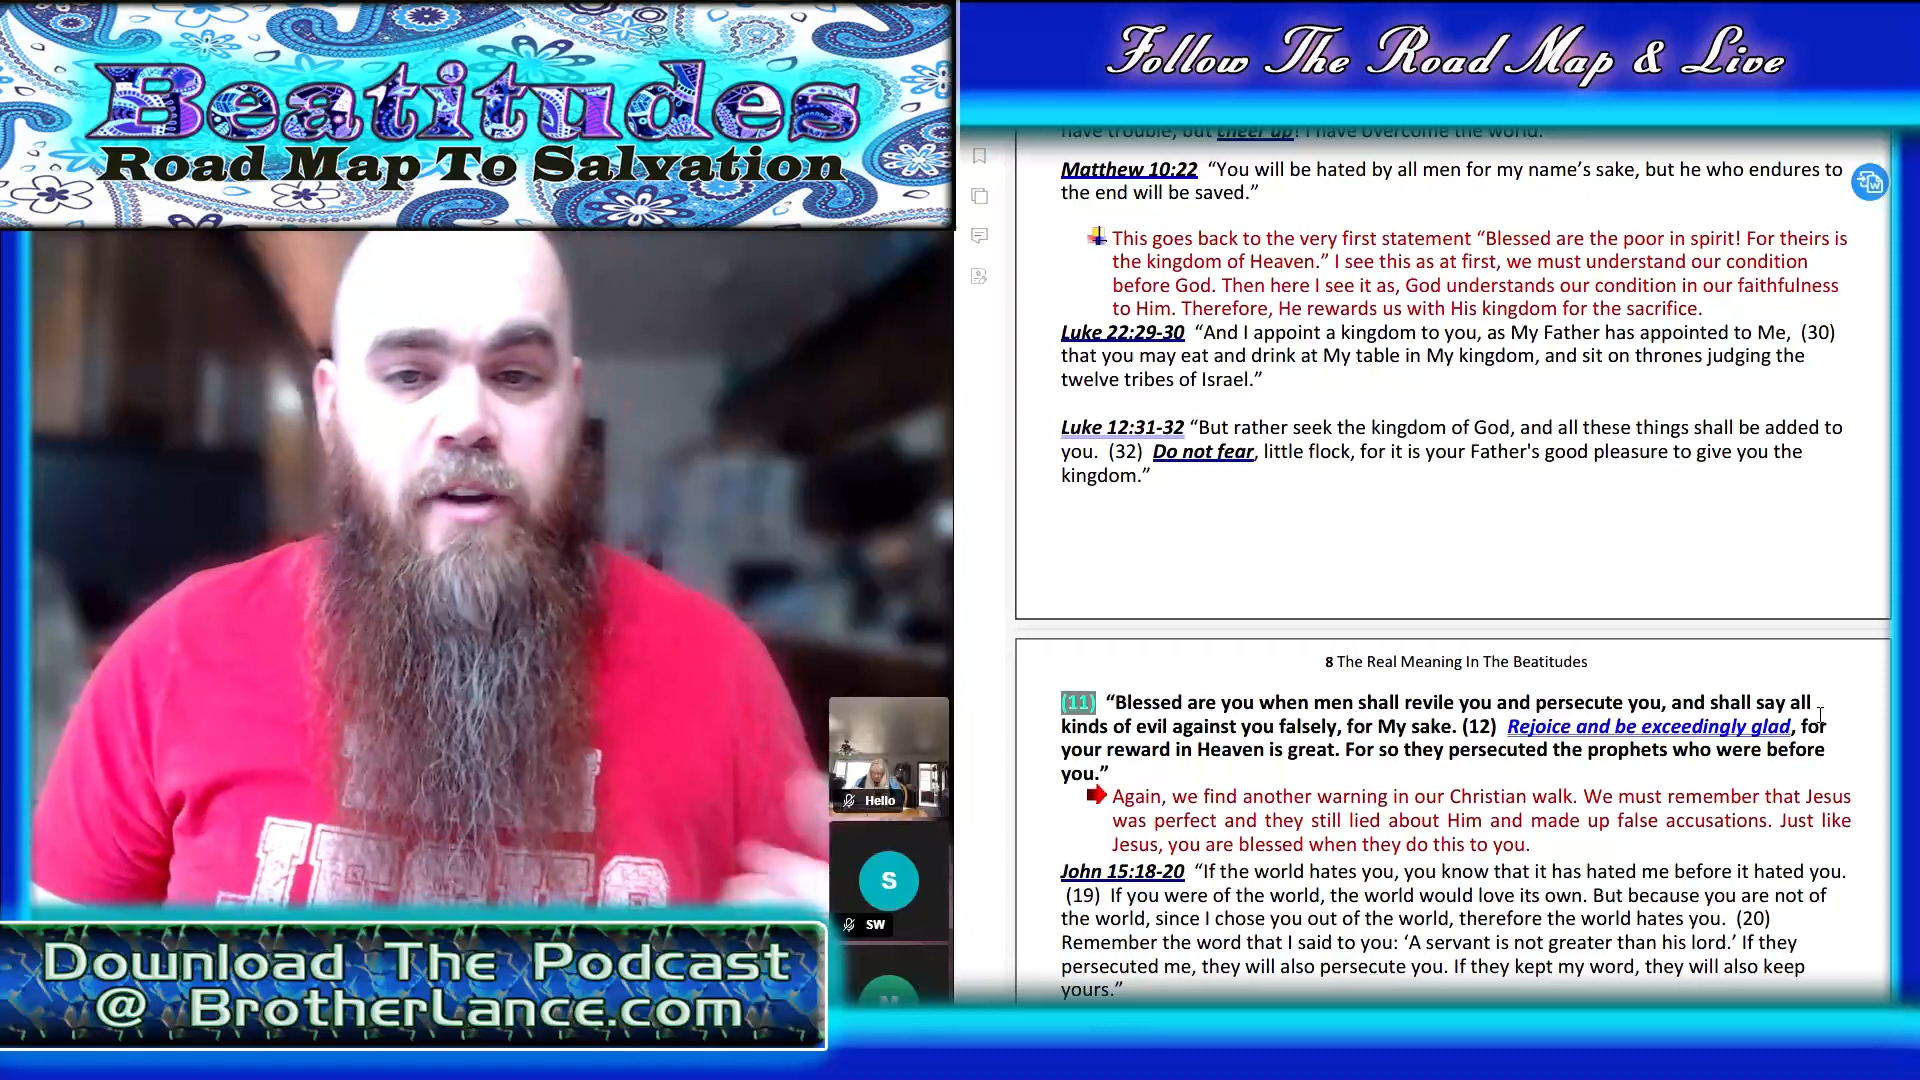 Beatitudes
Road Map To Salvation
Follow The Road Map & Live
have trouble, but cheer up! I have overcome the world.
Matthew 10:22 “You will be hated by all men for my name’s sake, but he who endures to
the end will be saved.”
This goes back to the very first statement “Blessed are the poor in spirit! For theirs is
the kingdom of Heaven.” I see this as at first, we must understand our condition
before God. Then here I see it as, God understands our condition in our faithfulness
to Him. Therefore, He rewards us with His kingdom for the sacrifice.
Luke 22:29-30 “And I appoint a kingdom to you, as My Father has appointed to Me, (30)
that you may eat and drink at My table in My kingdom, and sit on thrones judging the
twelve tribes of Israel.”
Luke 12:31-32 “But rather seek the kingdom of God, and all these things shall be added to
you. (32) Do not fear, little flock, for it is your Father's good pleasure to give you the
kingdom.”
8 The Real Meaning In The Beatitudes
(11) “Blessed are you when men shall revile you and persecute you, and shall say all
kinds of evil against you falsely, for My sake. (12) Rejoice and be exceedingly glad, for
your reward in Heaven is great. For so they persecuted the prophets who were before
you.”
Again, we find another warning in our Christian walk. We must remember that Jesus
was perfect and they still lied about Him and made up false accusations. Just like
Jesus, you are blessed when they do this to you.
John 15:18-20 “If the world hates you, you know that it has hated me before it hated you.
(19) If you were of the world, the world would love its own. But because you are not of
the world, since I chose you out of the world, therefore the world hates you. (20)
Remember the word that I said to you: ‘A servant is not greater than his lord.’ If they
persecuted me, they will also persecute you. If they kept my word, they will also keep
yours.”
Hello
S
SW
Download The Podcast
@ BrotherLance.com